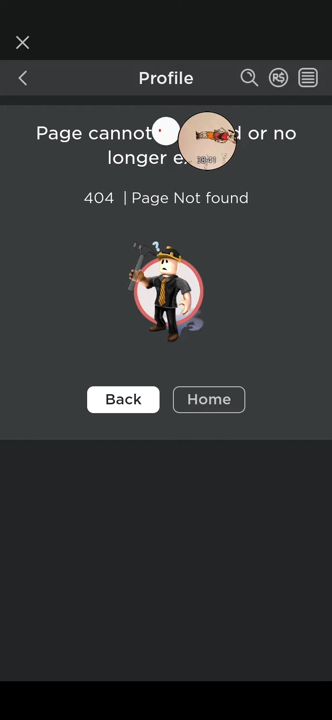 Profile
Page cannot d or no
longer e
404 | Page Not found
Back
Home